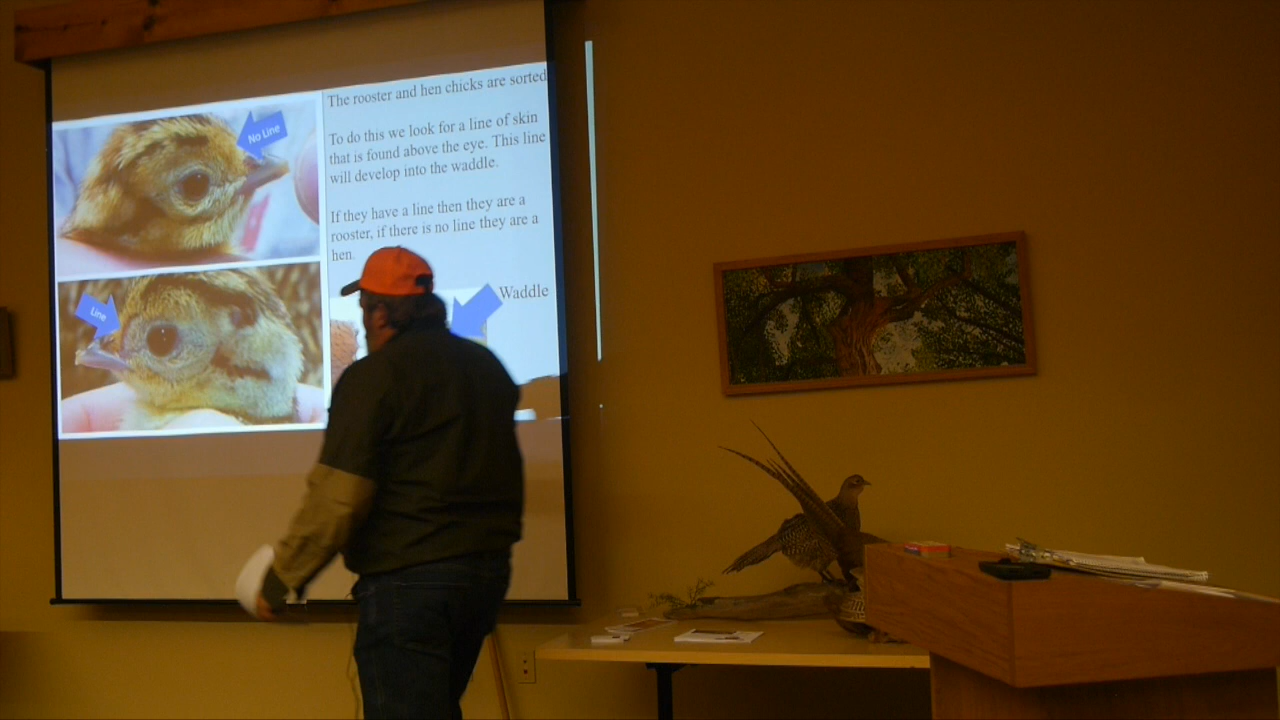 No Line
The rooster and hen chicks are sorted
To do this we look for a line of skin
that is found above the eye. This line
will develop into the waddle.
If they have a line then they are a
rooster, if there is no line they are a
hen.
Line
Waddle